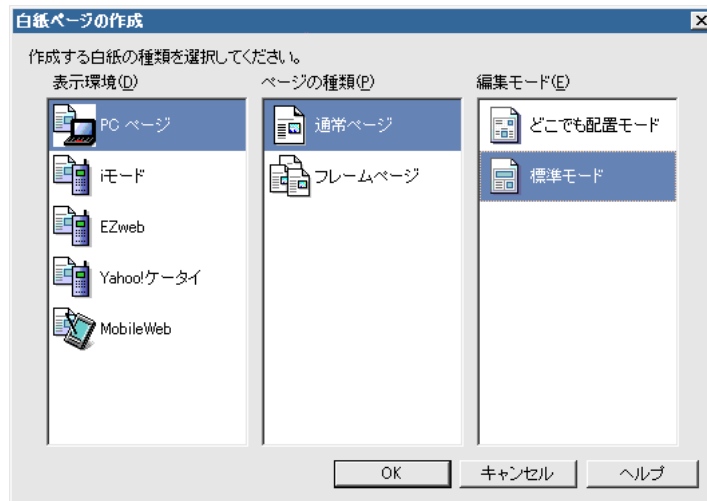 白紙ページの作成
作成する白紙の種類を選択してください。
表示環境(D)
PC ページ
iモード
EZweb
Yahoo!ケータイ
MobileWeb
ページの種類(P)
通常ページ
フレームページ
編集モード(E)
どこでも配置モード
標準モード
OK
キャンセル
ヘルプ